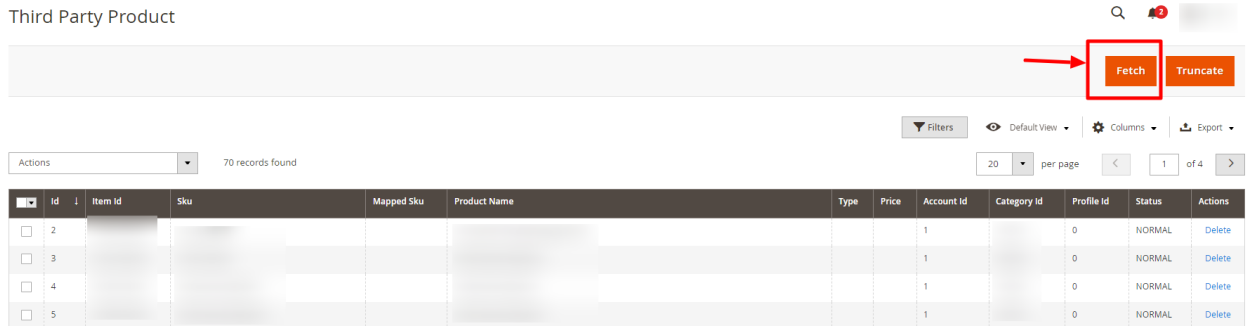 Third Party Product
2
Fetch Truncate
Filters Default View Columns Export
Actions 70 records found 20 per page 1 of 4
Id ↓ Item Id Sku Mapped Sku Product Name Type Price Account Id Category Id Profile Id Status Actions
2 1 0 NORMAL Delete
3 1 0 NORMAL Delete
4 1 0 NORMAL Delete
5 1 0 NORMAL Delete